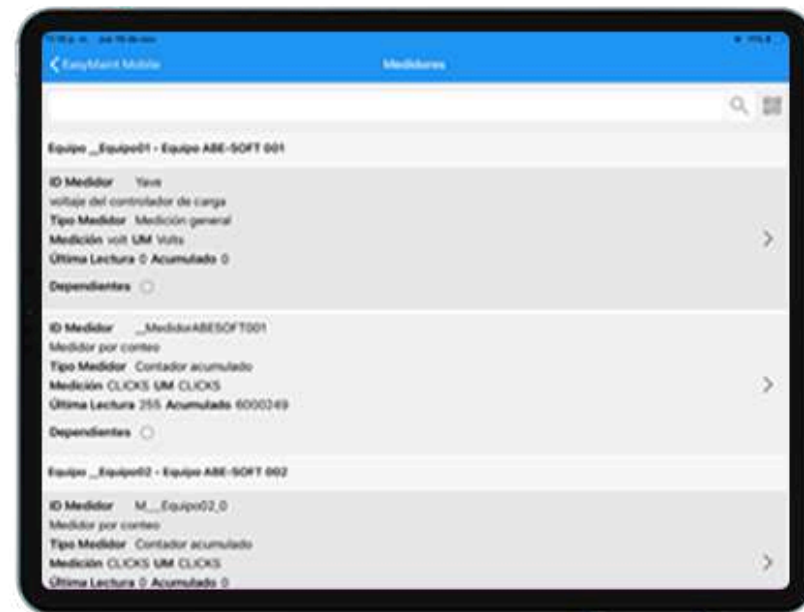 EasyMaint Mobile
Medidores
Equipo __Equipo01 - Equipo ABE-SOFT 001
ID Medidor Yave
voltaje del controlador de carga
Tipo Medidor Medición general
Medición volt UM Volts
Última Lectura 0 Acumulado 0
Dependientes
ID Medidor __MedidorABESOFT001
Medidor por conteo
Tipo Medidor Contador acumulado
Medición CLICKS UM CLICKS
Última Lectura 255 Acumulado 6000249
Dependientes
Equipo __Equipo02 - Equipo ABE-SOFT 002
ID Medidor M__Equipo02_0
Medidor por conteo
Tipo Medidor Contador acumulado
Medición CLICKS UM CLICKS
Última Lectura 0 Acumulado 0